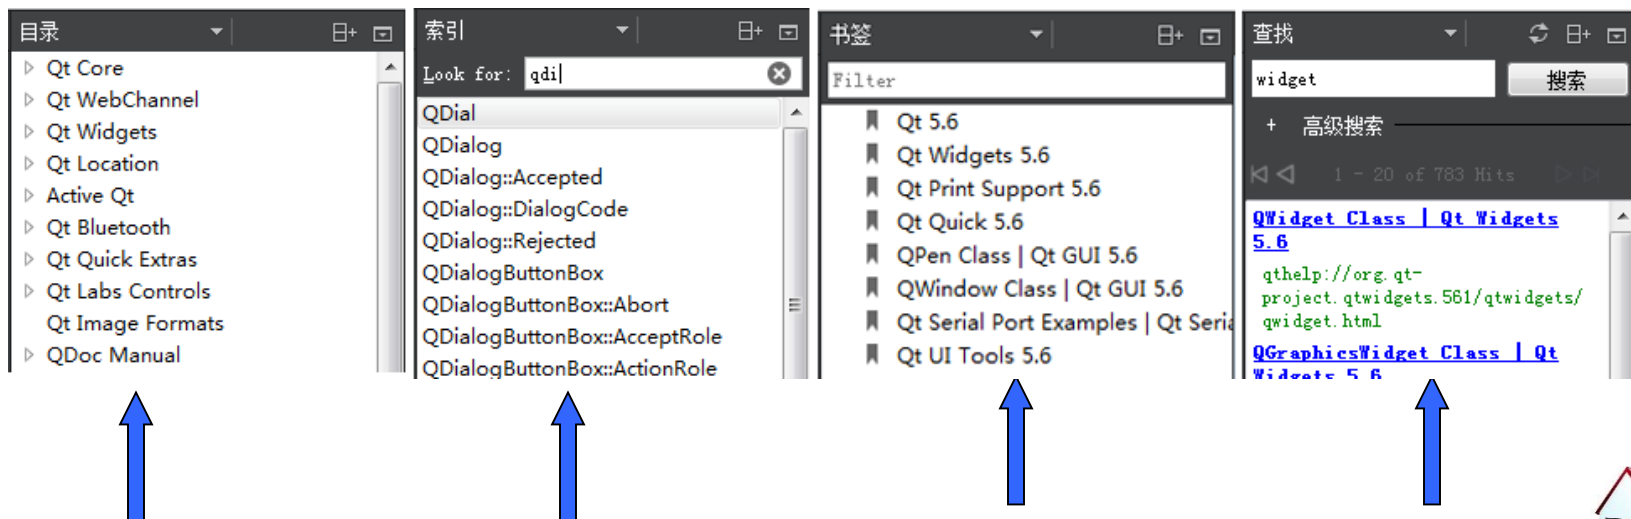 目录
Qt Core
Qt WebChannel
Qt Widgets
Qt Location
Active Qt
Qt Bluetooth
Qt Quick Extras
Qt Labs Controls
Qt Image Formats
QDoc Manual
索引
Look for: qdi
QDial
QDialog
QDialog::Accepted
QDialog::DialogCode
QDialog::Rejected
QDialogButtonBox
QDialogButtonBox::Abort
QDialogButtonBox::AcceptRole
QDialogButtonBox::ActionRole
书签
Filter
Qt 5.6
Qt Widgets 5.6
Qt Print Support 5.6
Qt Quick 5.6
QPen Class | Qt GUI 5.6
QWindow Class | Qt GUI 5.6
Qt Serial Port Examples | Qt Seria
Qt UI Tools 5.6
查找
widget 搜索
+ 高级搜索
1 - 20 of 783 Hits
QWidget Class | Qt Widgets
5.6
qthelp://org.qt-
project.qtwidgets.561/qtwidgets/
qwidget.html
QGraphicsWidget Class | Qt
Widgets 5.6